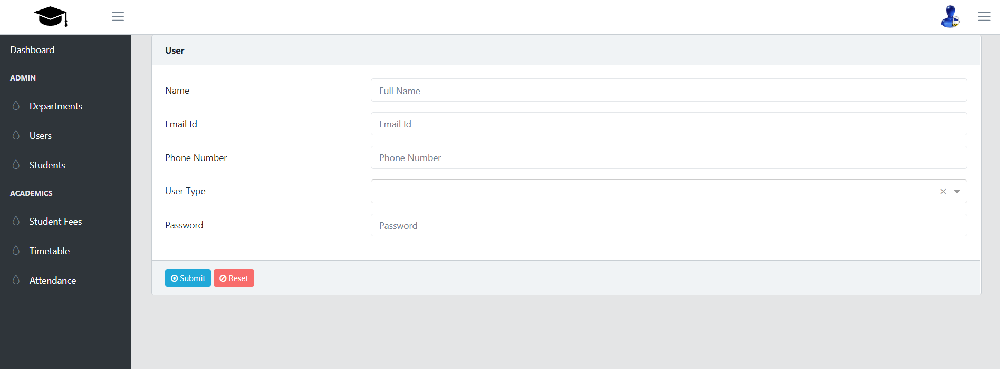 Dashboard
ADMIN
Departments
Users
Students
ACADEMICS
Student Fees
Timetable
Attendance
User
Name
Full Name
Email Id
Email Id
Phone Number
Phone Number
User Type
Password
Password
Submit
Reset